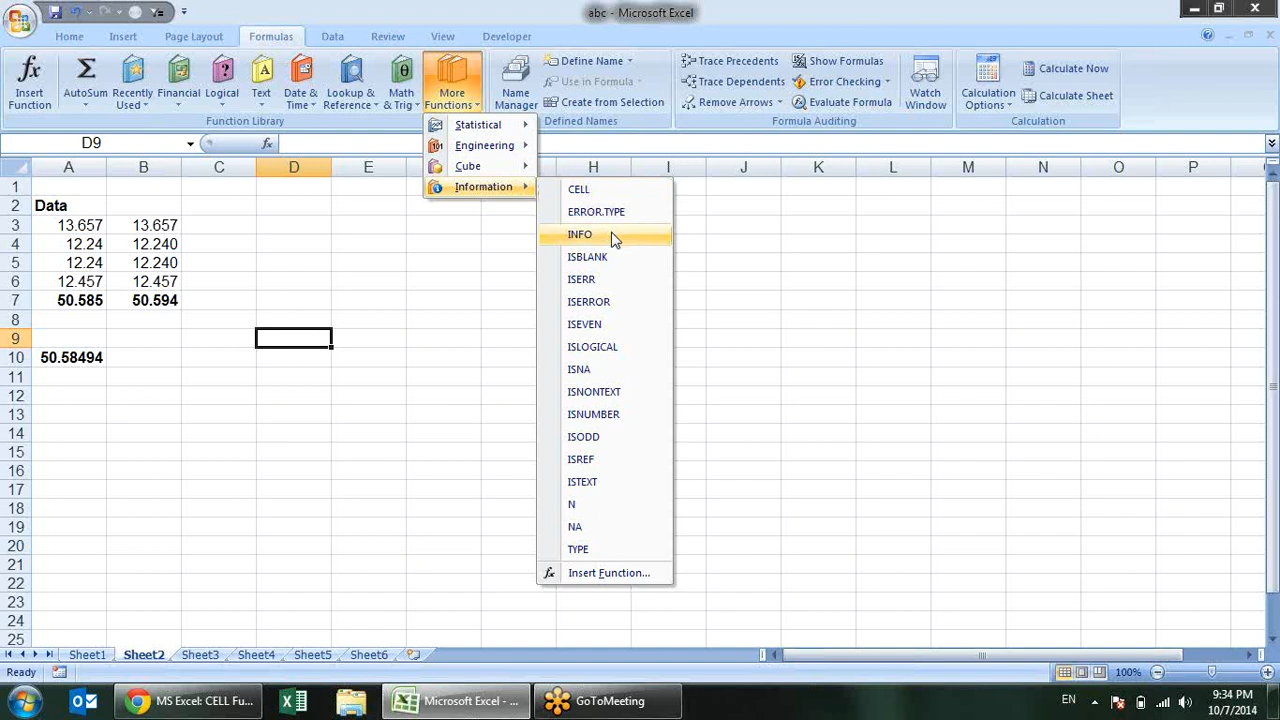 abc - Microsoft Excel
Home Insert Page Layout Formulas Data Review View Developer
Insert Function
AutoSum
Recently Used
Financial
Logical
Text
Date & Time
Lookup & Reference
Math & Trig
More Functions
Function Library
Name Manager
Define Name
Use in Formula
Create from Selection
Defined Names
Trace Precedents
Trace Dependents
Remove Arrows
Show Formulas
Error Checking
Evaluate Formula
Formula Auditing
Watch Window
Calculation Options
Calculate Now
Calculate Sheet
Calculation
Statistical
Engineering
Cube
Information
D9 fx
A B C D E H I J K L M N O P
CELL
ERROR.TYPE
INFO
ISBLANK
ISERR
ISERROR
ISEVEN
ISLOGICAL
ISNA
ISNONTEXT
ISNUMBER
ISODD
ISREF
ISTEXT
N
NA
TYPE
fx Insert Function...
1
2 Data
3 13.657 13.657
4 12.24 12.240
5 12.24 12.240
6 12.457 12.457
7 50.585 50.594
8
9
10 50.58494
11
12
13
14
15
16
17
18
19
20
21
22
23
24
25
Sheet1 Sheet2 Sheet3 Sheet4 Sheet5 Sheet6
Ready 100%
MS Excel: CELL Fu... Microsoft Excel - ... GoToMeeting EN 9:34 PM
10/7/2014